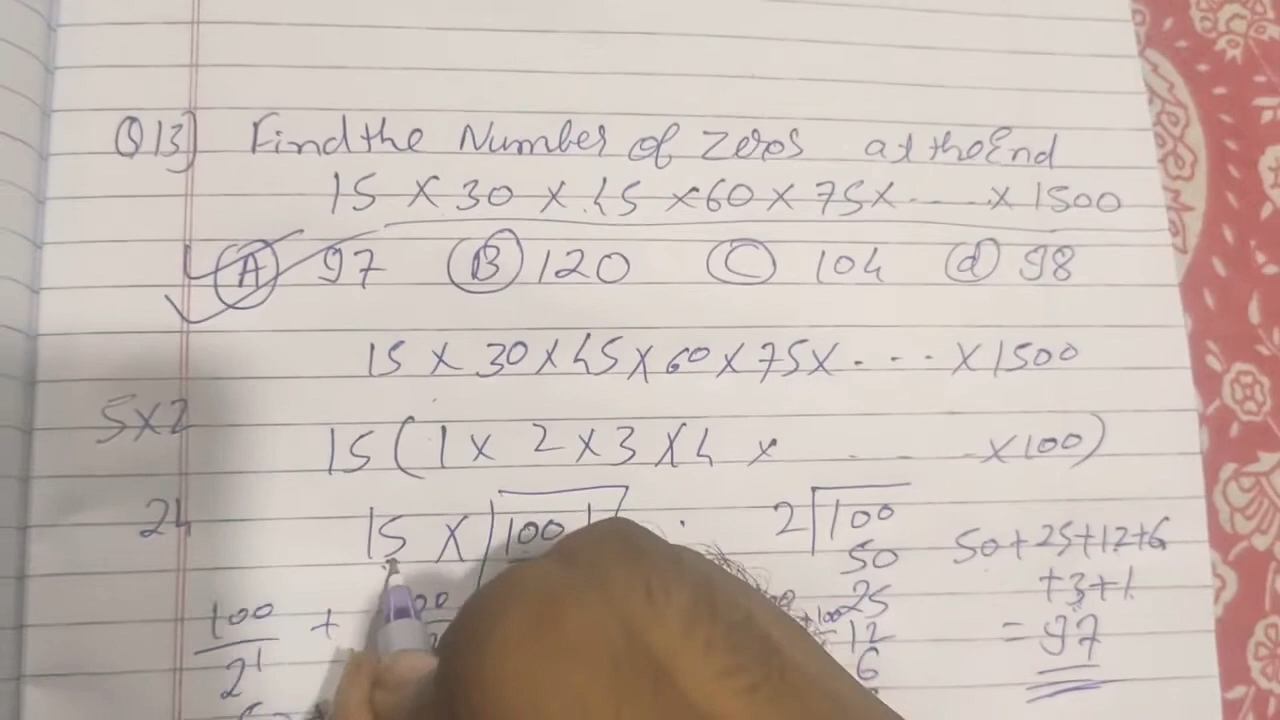 Q13] Find the Number of Zeros at the End
15 X 30 X 45 X 60 X 75 X ..... X 1500
A 97 B 120 C 104 d 98
15 X 30 X 45 X 60 X 75 X .... X 1500
5X2
15 ( 1 X 2 X 3 X 4 X .... X 100 )
24
15 X 100
2 100
50
25
12
6
50+25+12+6
+3+1
= 97
100 +
2¹